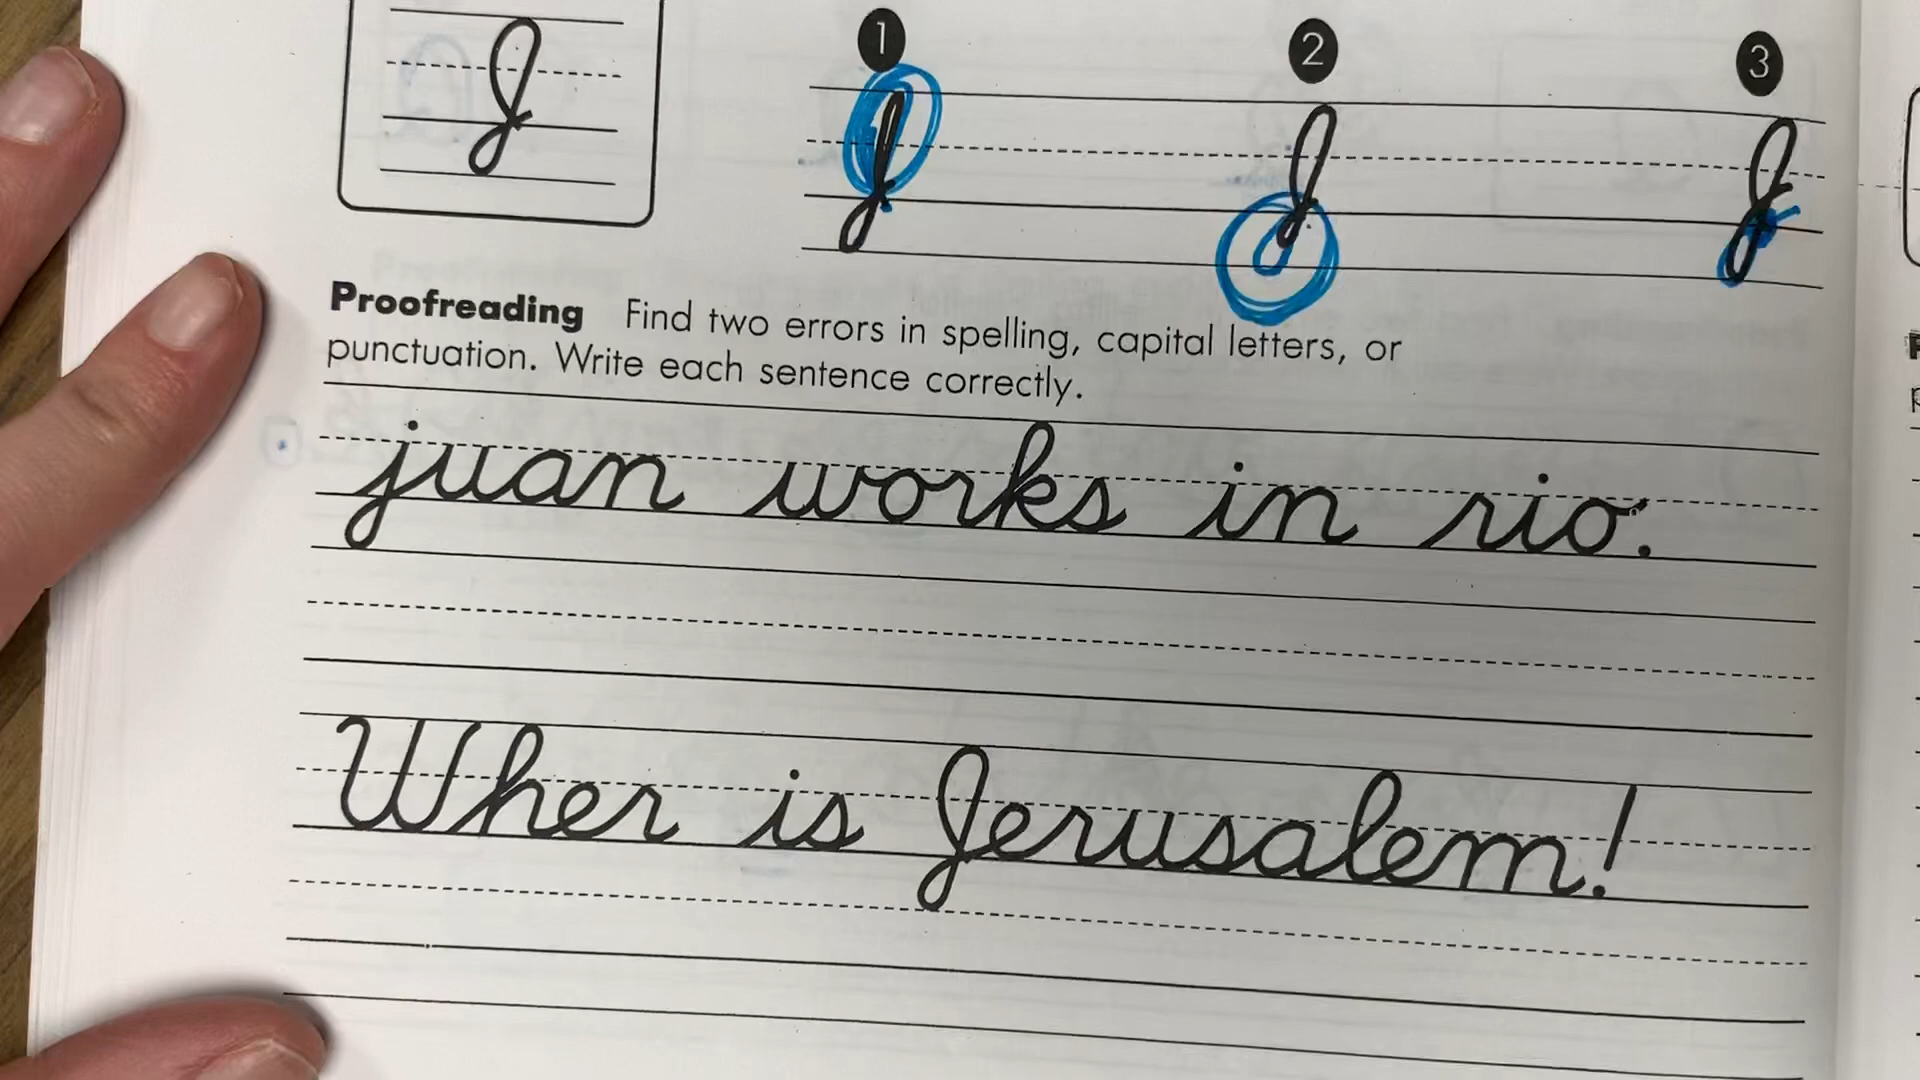 J
1 2 3
J J J
Proofreading Find two errors in spelling, capital letters, or
punctuation. Write each sentence correctly.
juan works in rio.
Wher is Jerusalem!